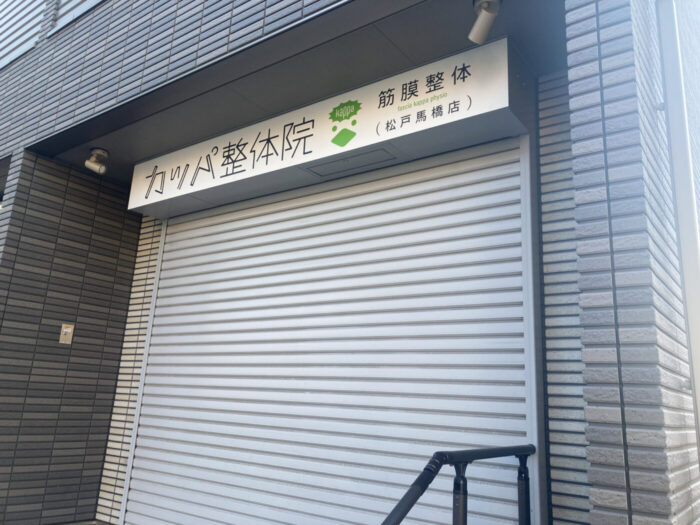 カッパ整体院
kappa
筋膜整体
fascia kappa physio
(松戸馬橋店)